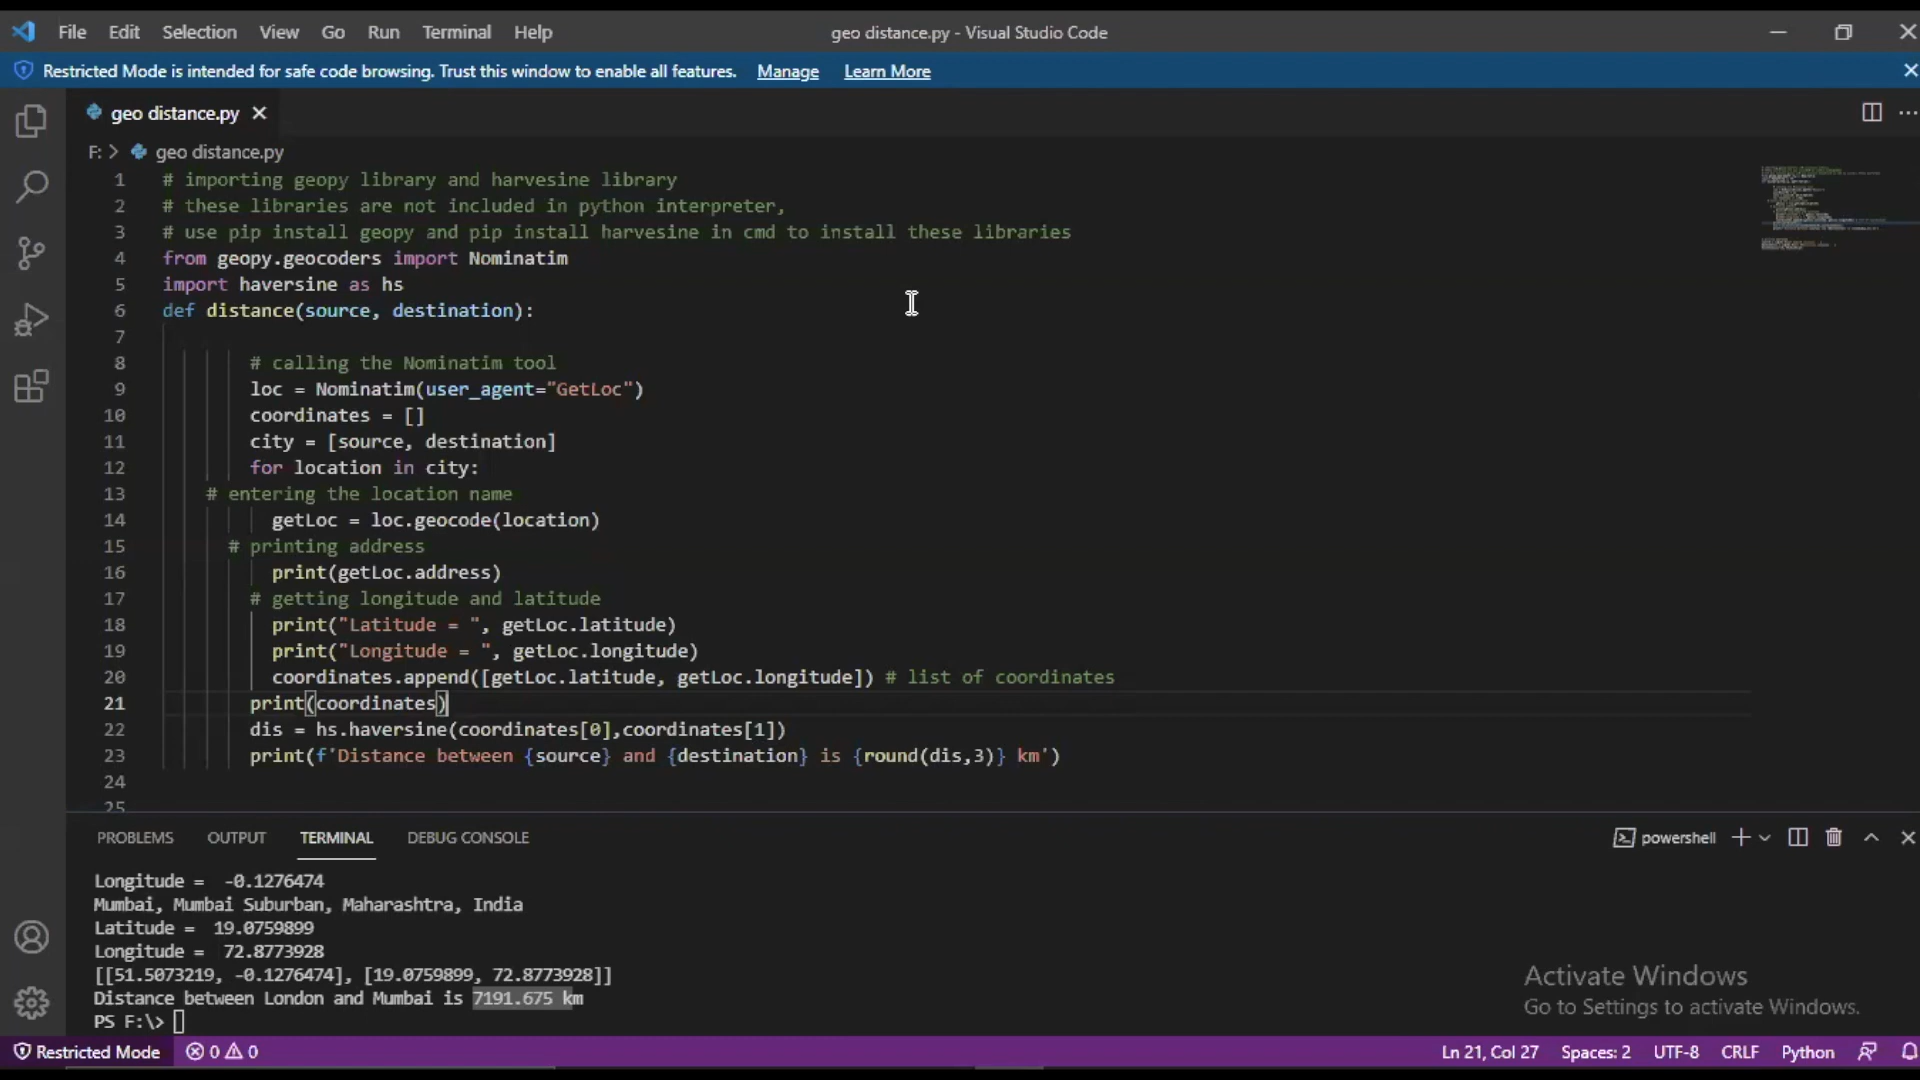 File Edit Selection View Go Run Terminal Help geo distance.py - Visual Studio Code
Restricted Mode is intended for safe code browsing. Trust this window to enable all features. Manage Learn More
geo distance.py
F: > geo distance.py
1 # importing geopy library and harvesine library
2 # these libraries are not included in python interpreter,
3 # use pip install geopy and pip install harvesine in cmd to install these libraries
4 from geopy.geocoders import Nominatim
5 import haversine as hs
6 def distance(source, destination):
7
8 # calling the Nominatim tool
9 loc = Nominatim(user_agent="GetLoc")
10 coordinates = []
11 city = [source, destination]
12 for location in city:
13 # entering the location name
14 getLoc = loc.geocode(location)
15 # printing address
16 print(getLoc.address)
17 # getting longitude and latitude
18 print("Latitude = ", getLoc.latitude)
19 print("Longitude = ", getLoc.longitude)
20 coordinates.append([getLoc.latitude, getLoc.longitude]) # list of coordinates
21 print(coordinates)
22 dis = hs.haversine(coordinates[0],coordinates[1])
23 print(f'Distance between {source} and {destination} is {round(dis,3)} km')
24
25
PROBLEMS OUTPUT TERMINAL DEBUG CONSOLE powershell
Longitude = -0.1276474
Mumbai, Mumbai Suburban, Maharashtra, India
Latitude = 19.0759899
Longitude = 72.8773928
[[51.5073219, -0.1276474], [19.0759899, 72.8773928]]
Distance between London and Mumbai is 7191.675 km
PS F:\>
Activate Windows
Go to Settings to activate Windows.
Restricted Mode 0 0 Ln 21, Col 27 Spaces: 2 UTF-8 CRLF Python